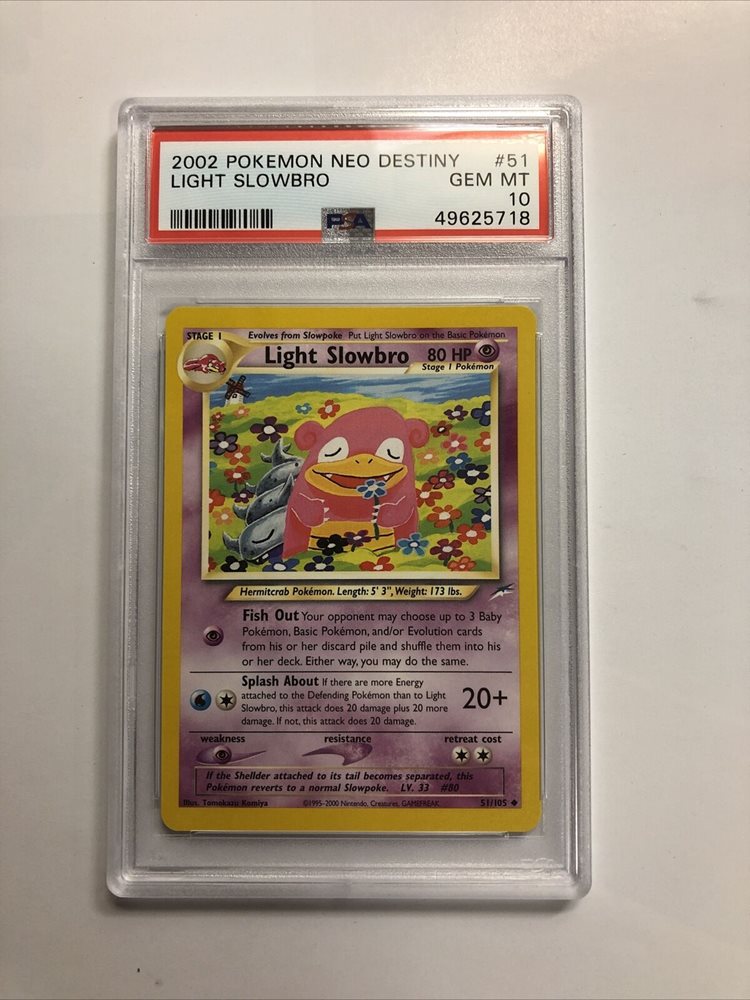 2002 POKEMON NEO DESTINY #51
LIGHT SLOWBRO GEM MT
10
PSA 49625718
STAGE 1 Evolves from Slowpoke Put Light Slowbro on the Basic Pokémon
Light Slowbro 80 HP
Stage 1 Pokémon
Hermitcrab Pokémon. Length: 5' 3", Weight: 173 lbs.
Fish Out Your opponent may choose up to 3 Baby
Pokémon, Basic Pokémon, and/or Evolution cards
from his or her discard pile and shuffle them into his
or her deck. Either way, you may do the same.
Splash About If there are more Energy
attached to the Defending Pokémon than to Light
Slowbro, this attack does 20 damage plus 20 more
damage. If not, this attack does 20 damage.
20+
weakness resistance retreat cost
If the Shellder attached to its tail becomes separated, this
Pokémon reverts to a normal Slowpoke. LV. 33 #80
Illus. Tomokazu Komiya ©1995-2000 Nintendo, Creatures, GAMEFREAK 51/105